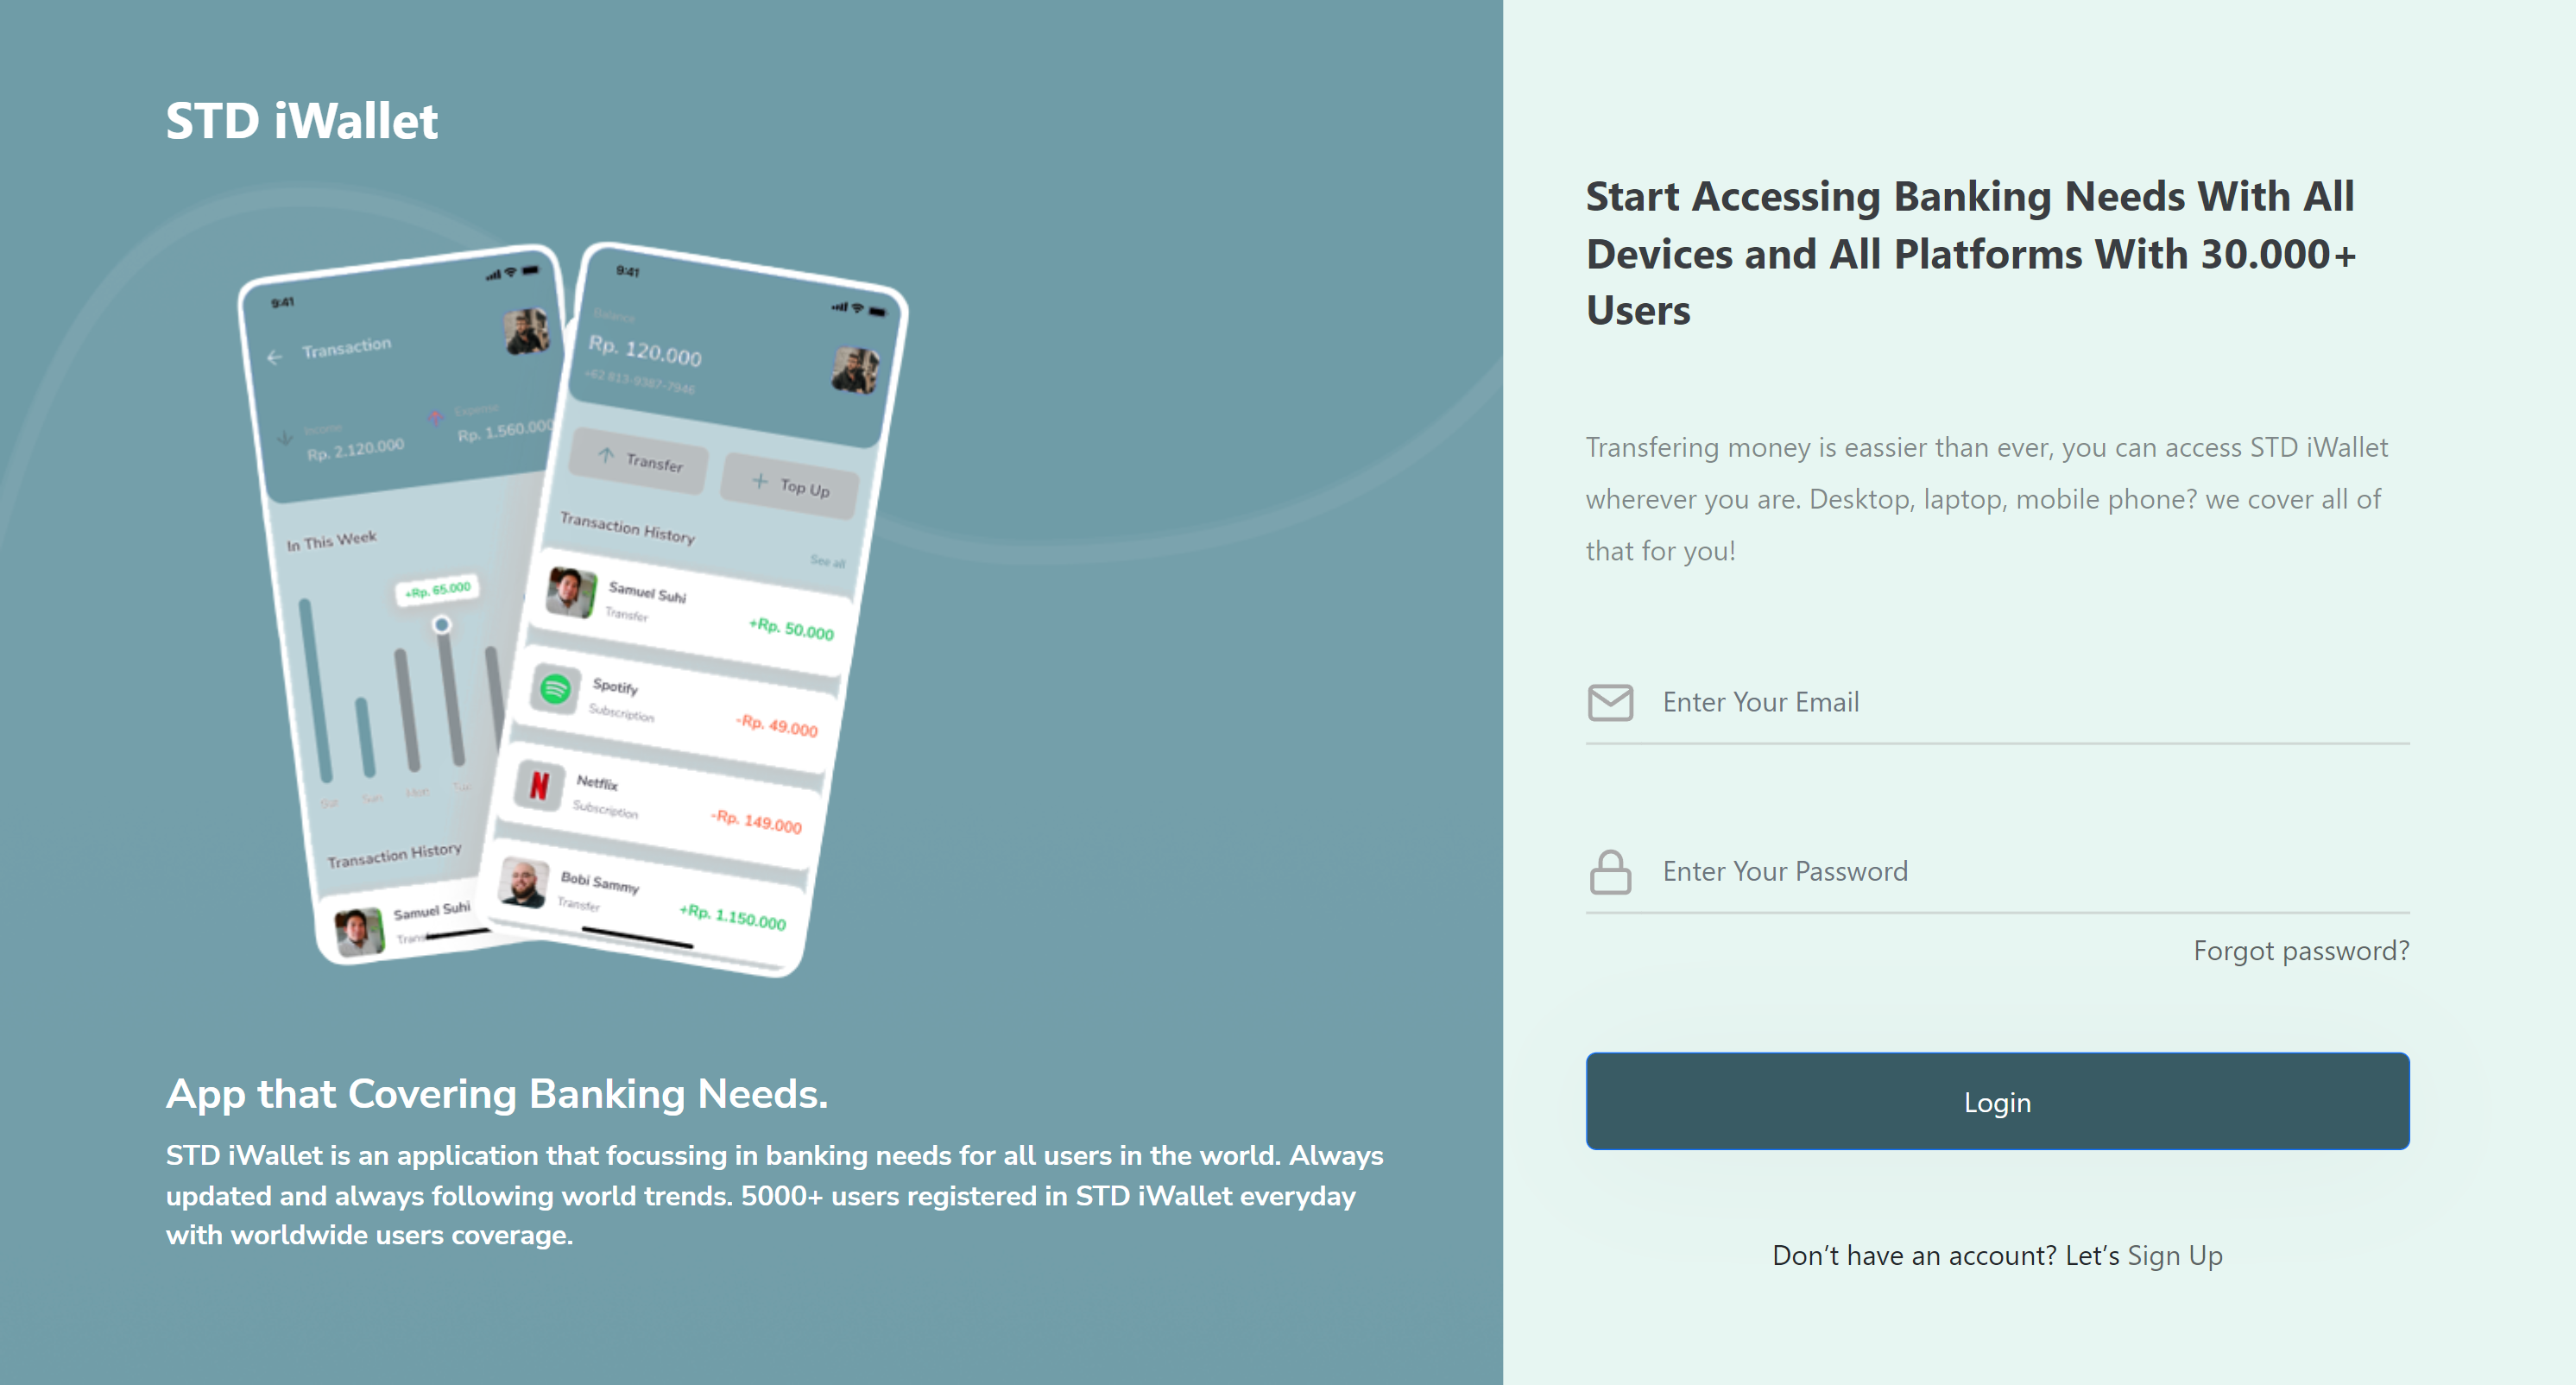 STD iWallet
9:41
Transaction
Income
Rp. 2.120.000
Expense
Rp. 1.560.000
In This Week
+Rp. 65.000
Sat
Sun
Mon
Tue
Transaction History
Samuel Suhi
9:41
Balance
Rp. 120.000
+62 813-9387-7946
Transfer
Top Up
Transaction History
See all
Samuel Suhi
Transfer
+Rp. 50.000
Spotify
Subscription
-Rp. 49.000
N
Netflix
Subscription
-Rp. 149.000
Bobi Sammy
Transfer
+Rp. 1.150.000
App that Covering Banking Needs.
STD iWallet is an application that focussing in banking needs for all users in the world. Always
updated and always following world trends. 5000+ users registered in STD iWallet everyday
with worldwide users coverage.
Start Accessing Banking Needs With All
Devices and All Platforms With 30.000+
Users
Transfering money is eassier than ever, you can access STD iWallet
wherever you are. Desktop, laptop, mobile phone? we cover all of
that for you!
Enter Your Email
Enter Your Password
Forgot password?
Login
Don’t have an account? Let’s Sign Up